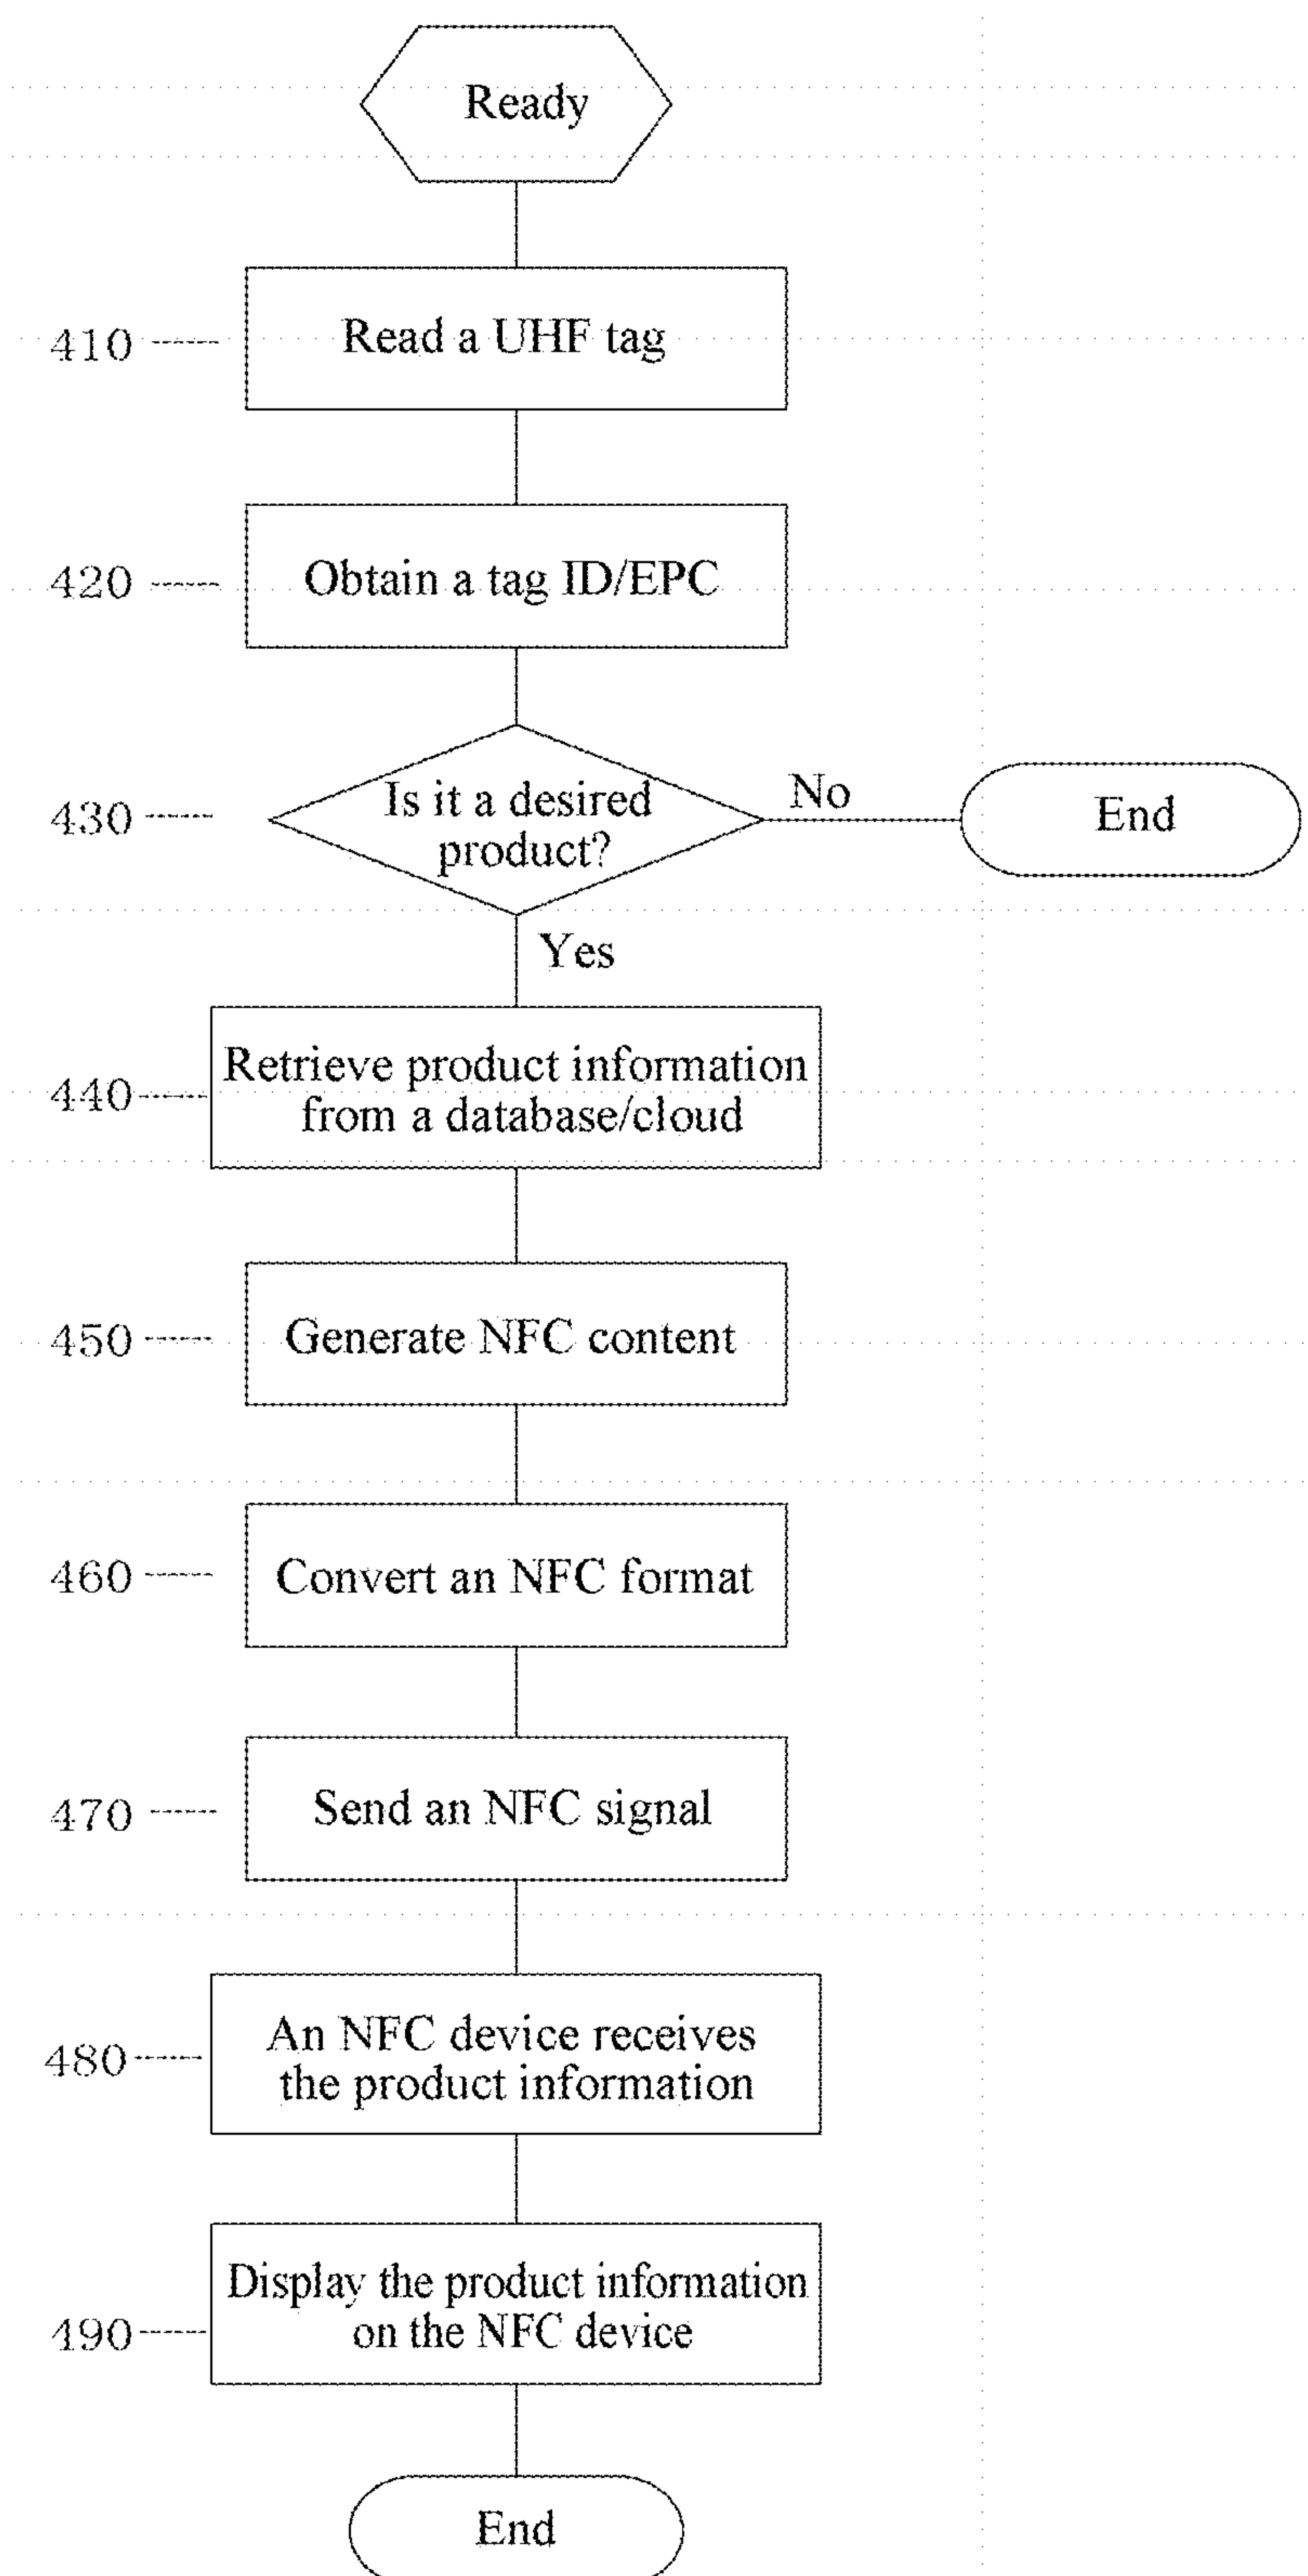 Ready
410
Read a UHF tag
420
Obtain a tag ID/EPC
430
Is it a desired
product?
No
End
Yes
440
Retrieve product information
from a database/cloud
450
Generate NFC content
460
Convert an NFC format
470
Send an NFC signal
480
An NFC device receives
the product information
490
Display the product information
on the NFC device
End